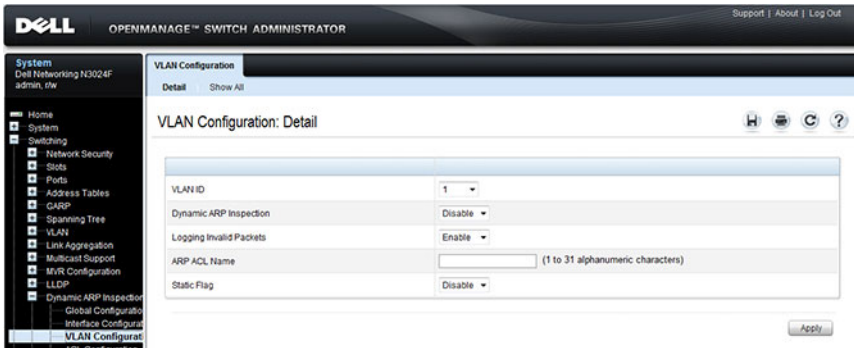 Support | About | Log Out
DELL OPENMANAGE™ SWITCH ADMINISTRATOR
System
Dell Networking N3024F
admin, r/w
Home
System
Switching
Network Security
Slots
Ports
Address Tables
GARP
Spanning Tree
VLAN
Link Aggregation
Multicast Support
MVR Configuration
LLDP
Dynamic ARP Inspection
Global Configuratio
Interface Configurat
VLAN Configurati
VLAN Configuration
Detail Show All
VLAN Configuration: Detail
VLAN ID 1
Dynamic ARP Inspection Disable
Logging Invalid Packets Enable
ARP ACL Name (1 to 31 alphanumeric characters)
Static Flag Disable
Apply